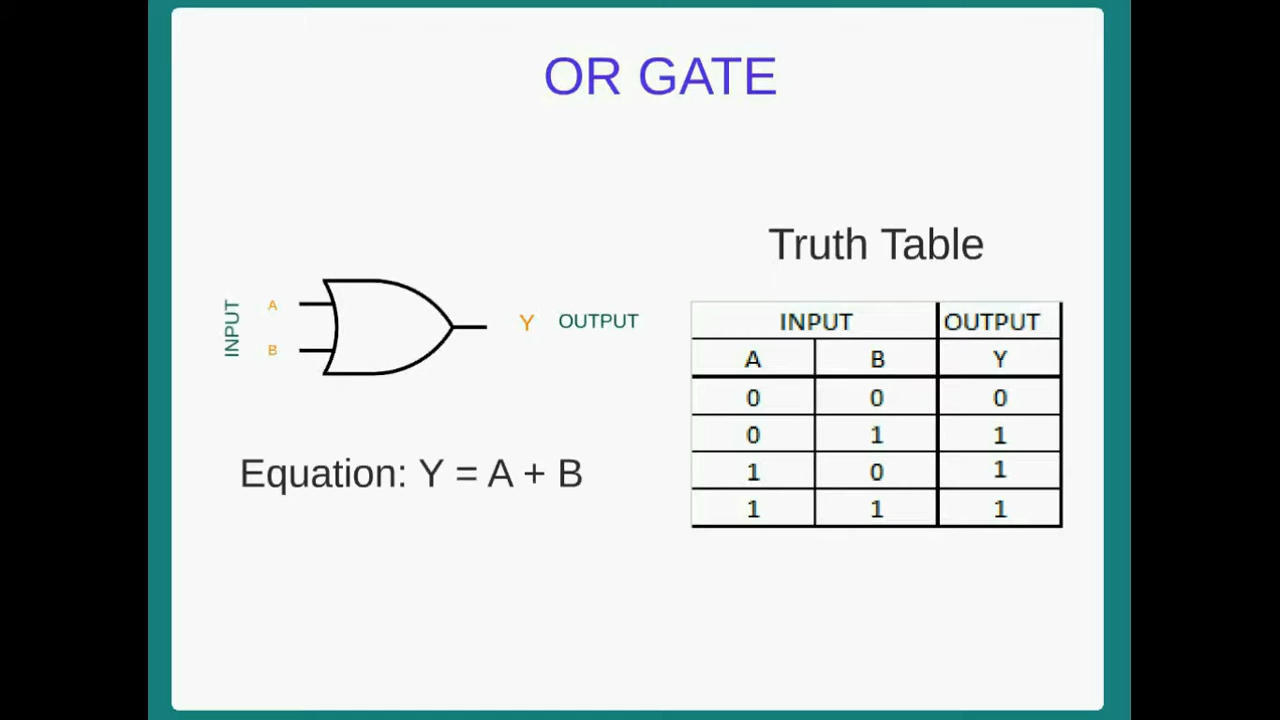 OR GATE
INPUT
A
B
Y OUTPUT
Equation: Y = A + B
Truth Table
INPUT OUTPUT
A B Y
0 0 0
0 1 1
1 0 1
1 1 1